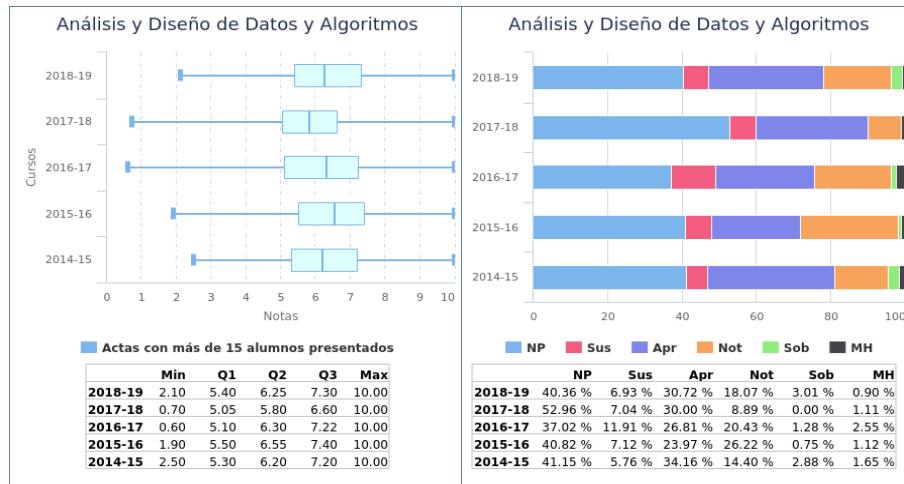 Análisis y Diseño de Datos y Algoritmos
2018-19
2017-18
2016-17
2015-16
2014-15
Cursos
0 1 2 3 4 5 6 7 8 9 10
Notas
Actas con más de 15 alumnos presentados
Min Q1 Q2 Q3 Max
2018-19 2.10 5.40 6.25 7.30 10.00
2017-18 0.70 5.05 5.80 6.60 10.00
2016-17 0.60 5.10 6.30 7.22 10.00
2015-16 1.90 5.50 6.55 7.40 10.00
2014-15 2.50 5.30 6.20 7.20 10.00
Análisis y Diseño de Datos y Algoritmos
2018-19
2017-18
2016-17
2015-16
2014-15
0 20 40 60 80 100
NP Sus Apr Not Sob MH
NP Sus Apr Not Sob MH
2018-19 40.36 % 6.93 % 30.72 % 18.07 % 3.01 % 0.90 %
2017-18 52.96 % 7.04 % 30.00 % 8.89 % 0.00 % 1.11 %
2016-17 37.02 % 11.91 % 26.81 % 20.43 % 1.28 % 2.55 %
2015-16 40.82 % 7.12 % 23.97 % 26.22 % 0.75 % 1.12 %
2014-15 41.15 % 5.76 % 34.16 % 14.40 % 2.88 % 1.65 %